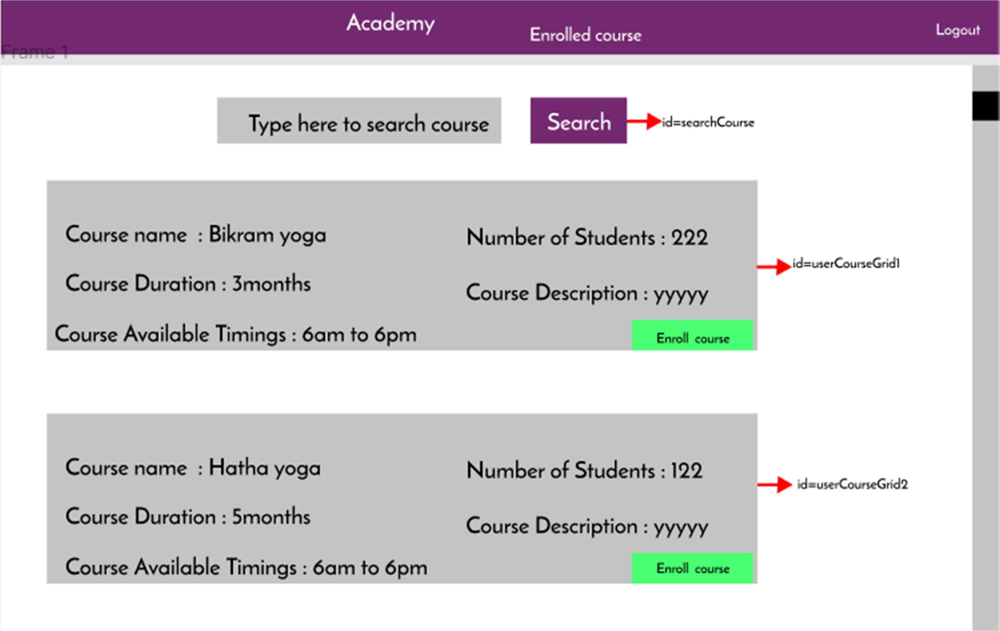 Academy
Enrolled course
Logout
Frame 1
Type here to search course
Search
id=searchCourse
Course name : Bikram yoga
Number of Students : 222
id=userCourseGrid1
Course Duration : 3months
Course Description : yyyyy
Course Available Timings : 6am to 6pm
Enroll course
Course name : Hatha yoga
Number of Students : 122
id=userCourseGrid2
Course Duration : 5months
Course Description : yyyyy
Course Available Timings : 6am to 6pm
Enroll course